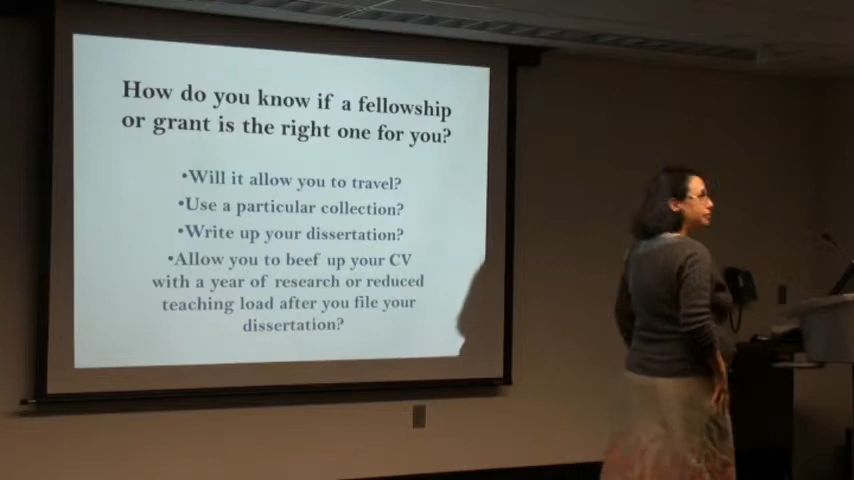 How do you know if a fellowship
or grant is the right one for you?
•Will it allow you to travel?
•Use a particular collection?
•Write up your dissertation?
•Allow you to beef up your CV
with a year of research or reduced
teaching load after you file your
dissertation?